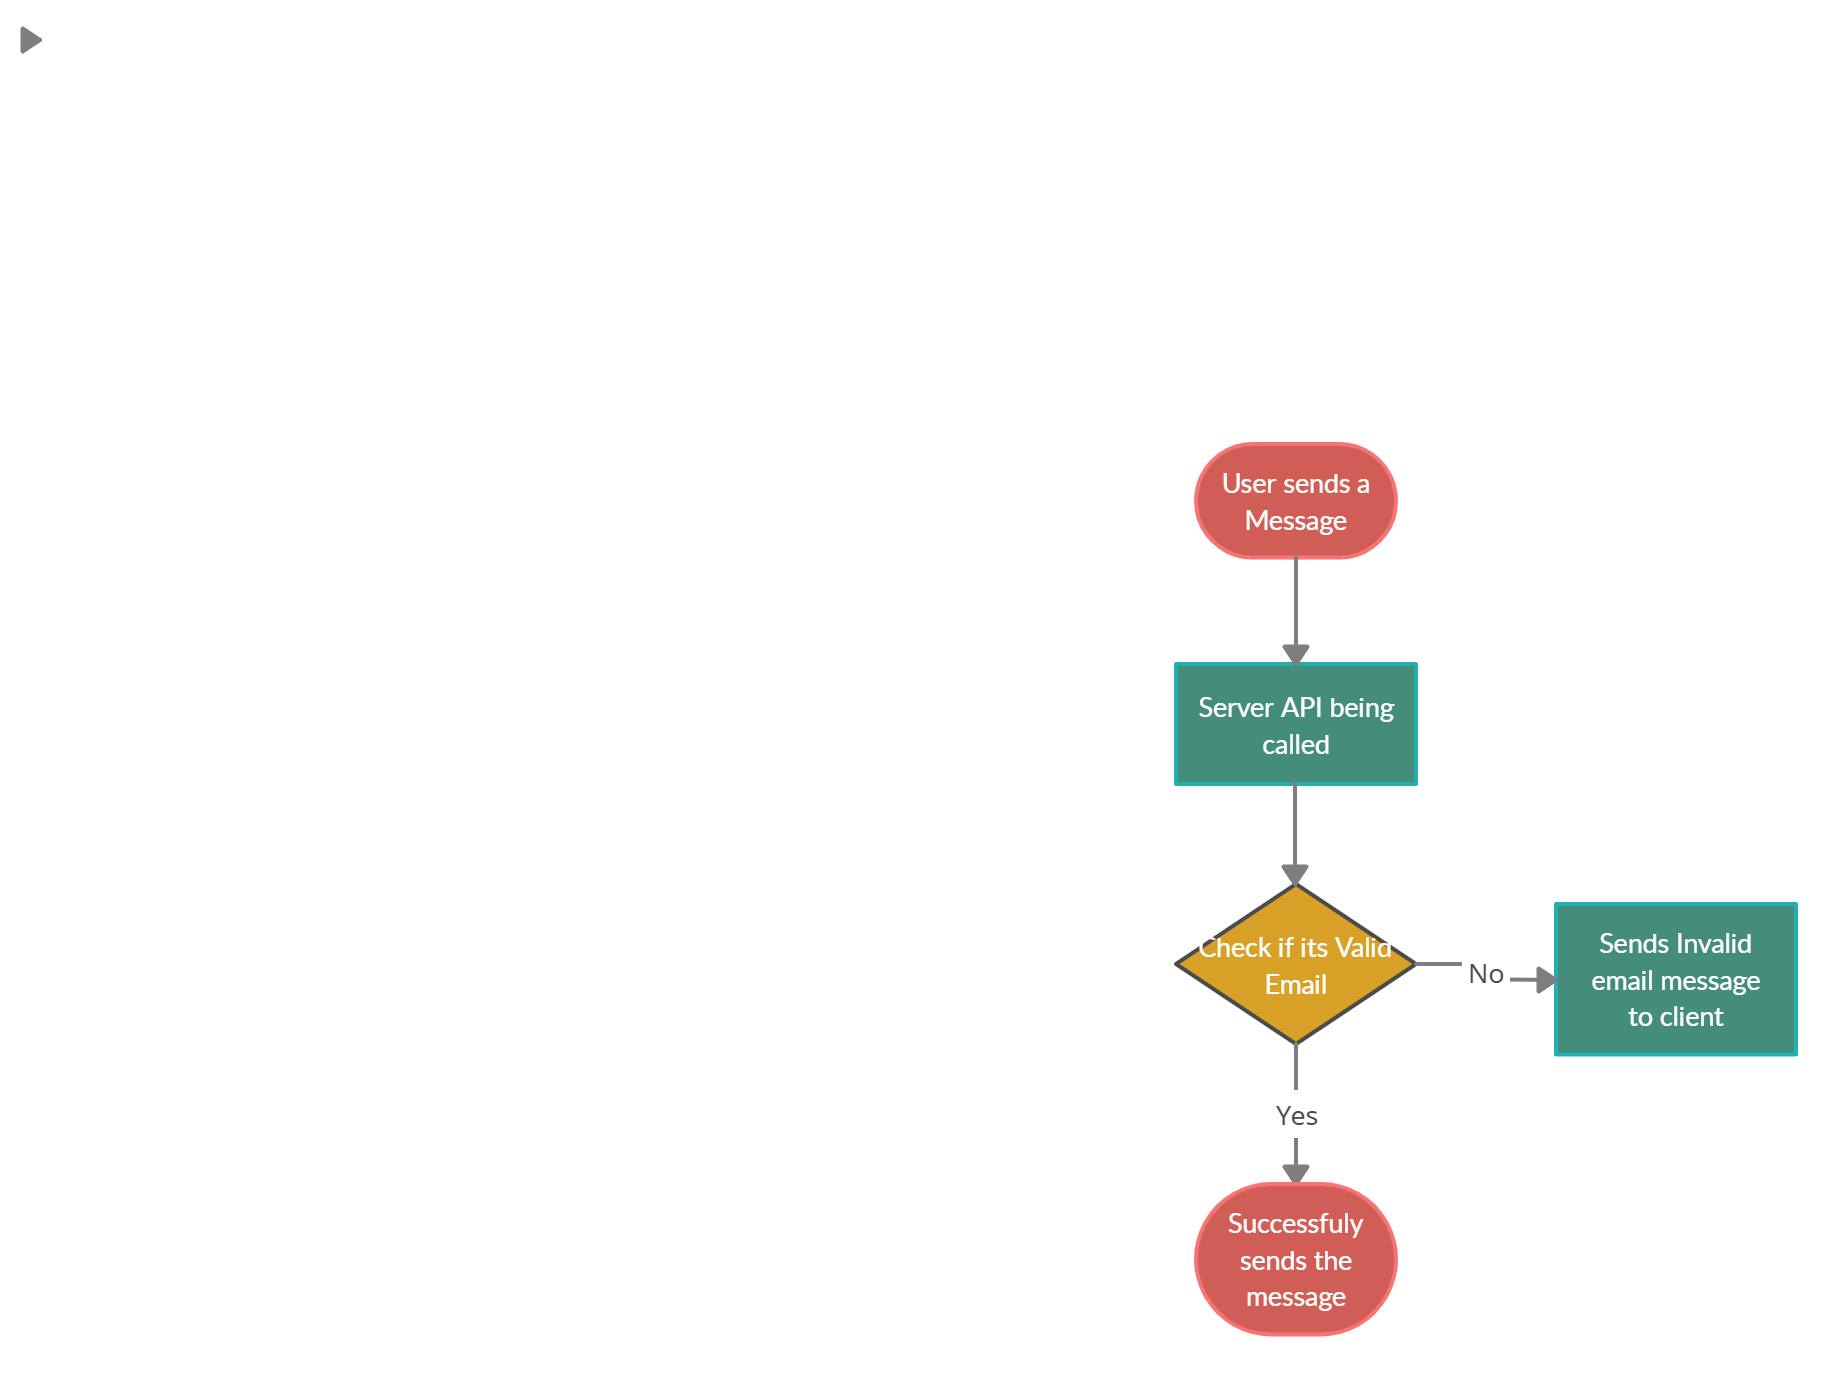 User sends a
Message
Server API being
called
Check if its Valid
Email
No
Sends Invalid
email message
to client
Yes
Successfuly
sends the
message